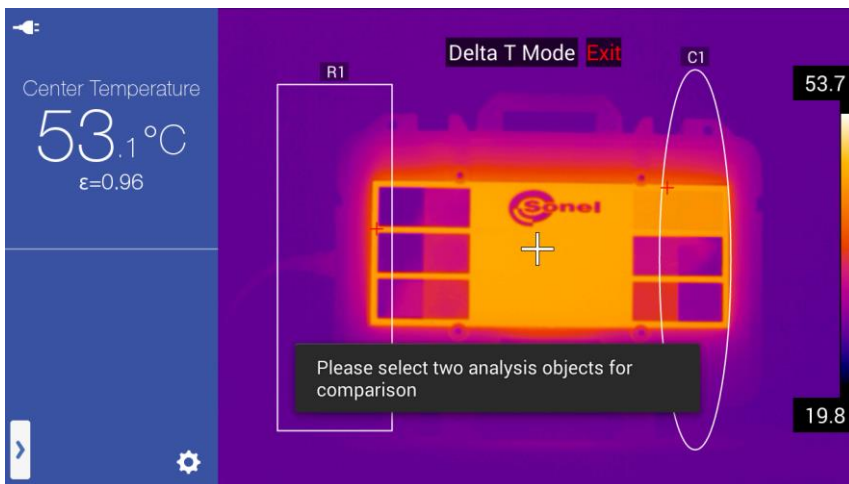 Delta T Mode Exit
R1
C1
Center Temperature
53.1°C
ε=0.96
53.7
Sonel
Please select two analysis objects for
comparison
19.8